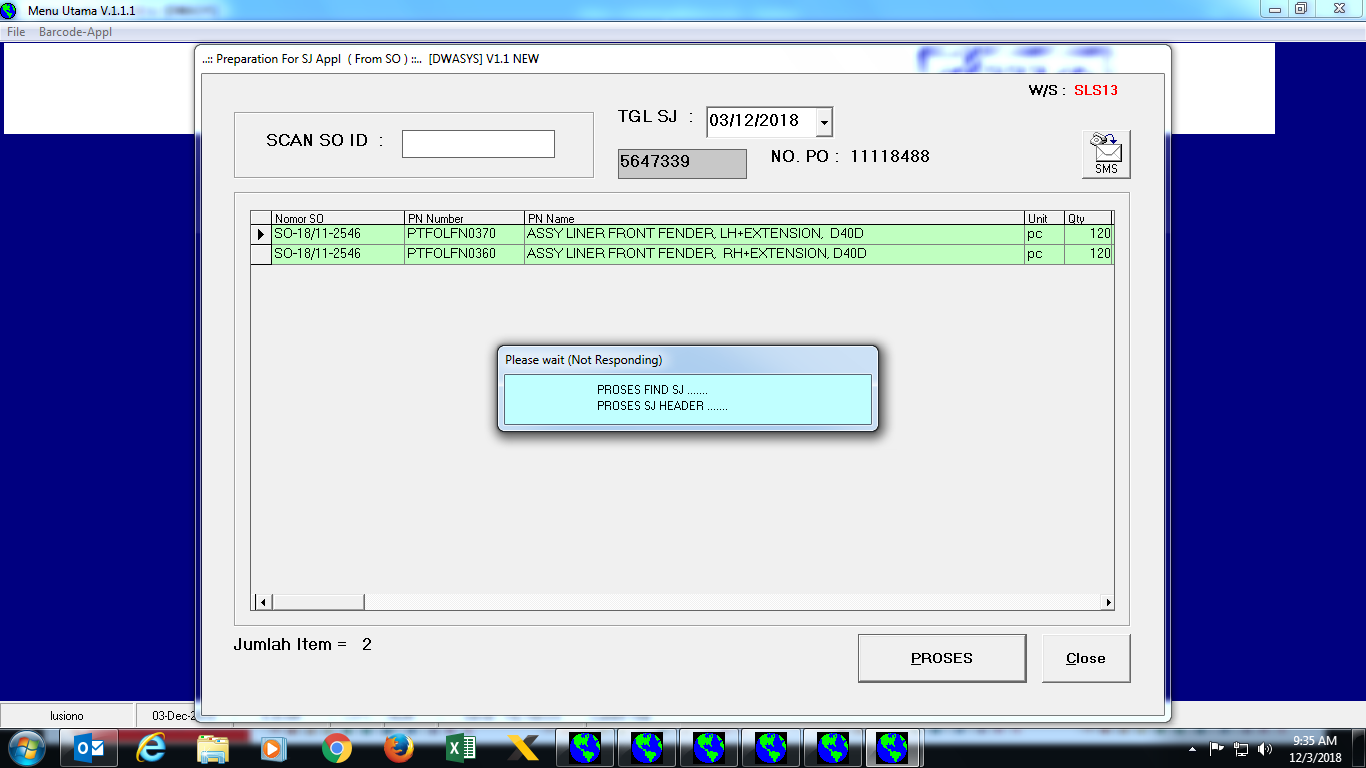 Menu Utama V.1.1.1
File Barcode-Appl
..:: Preparation For SJ Appl ( From SO ) ::.. [DWASYS] V1.1 NEW
W/S : SLS13
SCAN SO ID :
TGL SJ : 03/12/2018
5647339 NO. PO : 11118488
SMS
Nomor SO PN Number PN Name Unit Qty
SO-18/11-2546 PTFOLFN0370 ASSY LINER FRONT FENDER, LH+EXTENSION, D40D pc 120
SO-18/11-2546 PTFOLFN0360 ASSY LINER FRONT FENDER, RH+EXTENSION, D40D pc 120
Please wait (Not Responding)
PROSES FIND SJ .......
PROSES SJ HEADER .......
Jumlah Item = 2
PROSES Close
lusiono 03-Dec-2
9:35 AM
12/3/2018